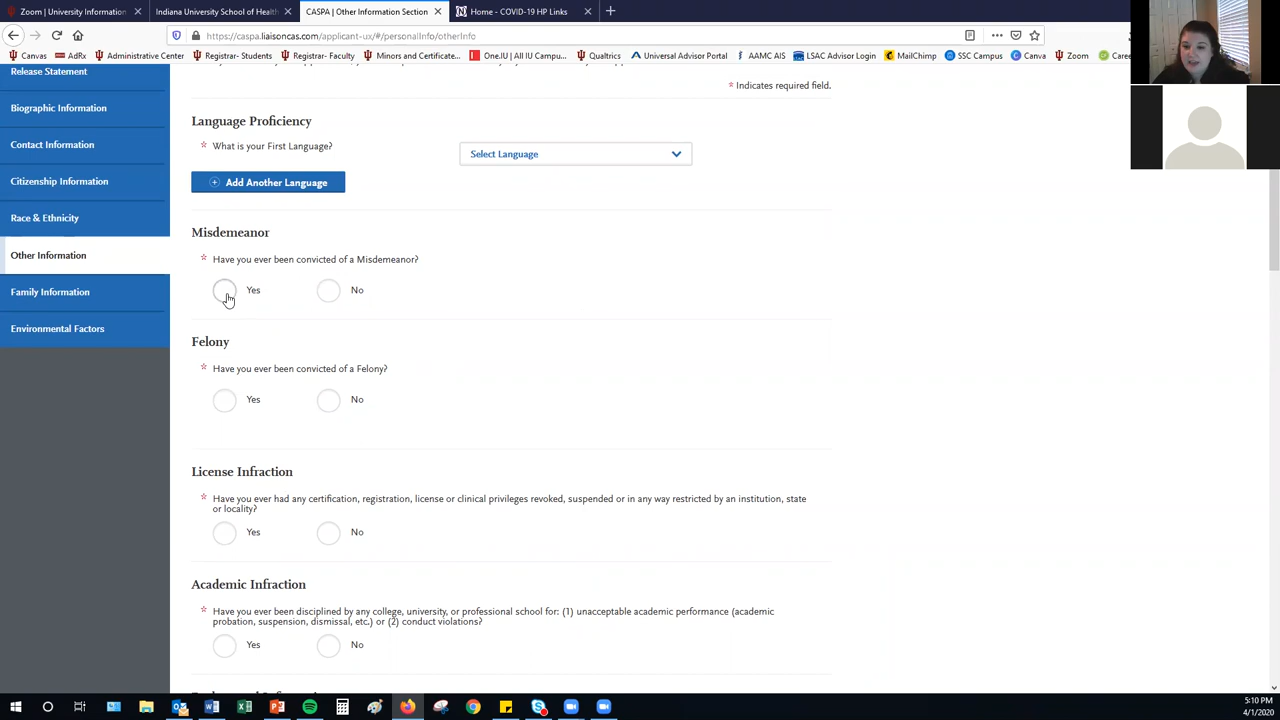 Zoom | University Information
Indiana University School of Health
CASPA | Other Information Section
Home - COVID-19 HP Links
https://caspa.liaisoncas.com/applicant-ux/#/personalInfo/otherInfo
Canvas
AdRx
Administrative Center
Registrar- Students
Registrar- Faculty
Minors and Certificate...
One.IU | All IU Campu...
Qualtrics
Universal Advisor Portal
AAMC AIS
LSAC Advisor Login
MailChimp
SSC Campus
Canva
Zoom
Release Statement
Biographic Information
Contact Information
Citizenship Information
Race & Ethnicity
Other Information
Family Information
Environmental Factors
* Indicates required field.
Language Proficiency
* What is your First Language?
Select Language
Add Another Language
Misdemeanor
* Have you ever been convicted of a Misdemeanor?
Yes No
Felony
* Have you ever been convicted of a Felony?
Yes No
License Infraction
* Have you ever had any certification, registration, license or clinical privileges revoked, suspended or in any way restricted by an institution, state
or locality?
Yes No
Academic Infraction
* Have you ever been disciplined by any college, university, or professional school for: (1) unacceptable academic performance (academic
probation, suspension, dismissal, etc.) or (2) conduct violations?
Yes No
5:10 PM
4/1/2020